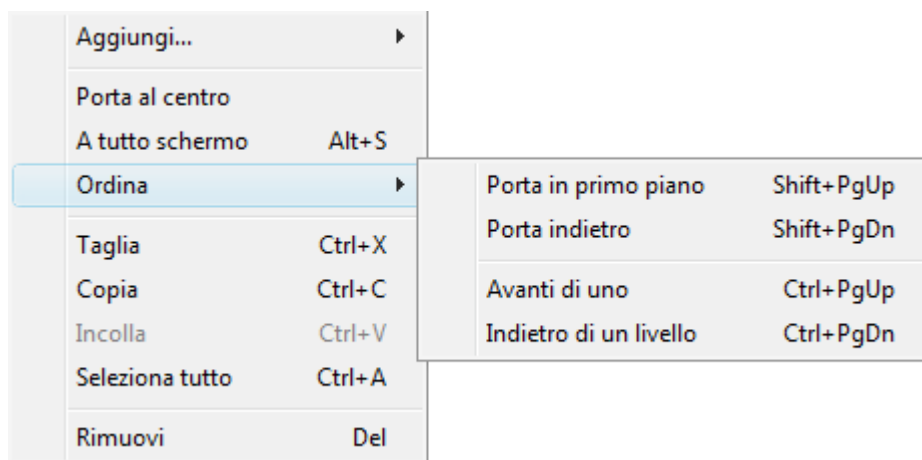 Aggiungi...
Porta al centro
A tutto schermo Alt+S
Ordina
Taglia Ctrl+X
Copia Ctrl+C
Incolla Ctrl+V
Seleziona tutto Ctrl+A
Rimuovi Del
Porta in primo piano Shift+PgUp
Porta indietro Shift+PgDn
Avanti di uno Ctrl+PgUp
Indietro di un livello Ctrl+PgDn